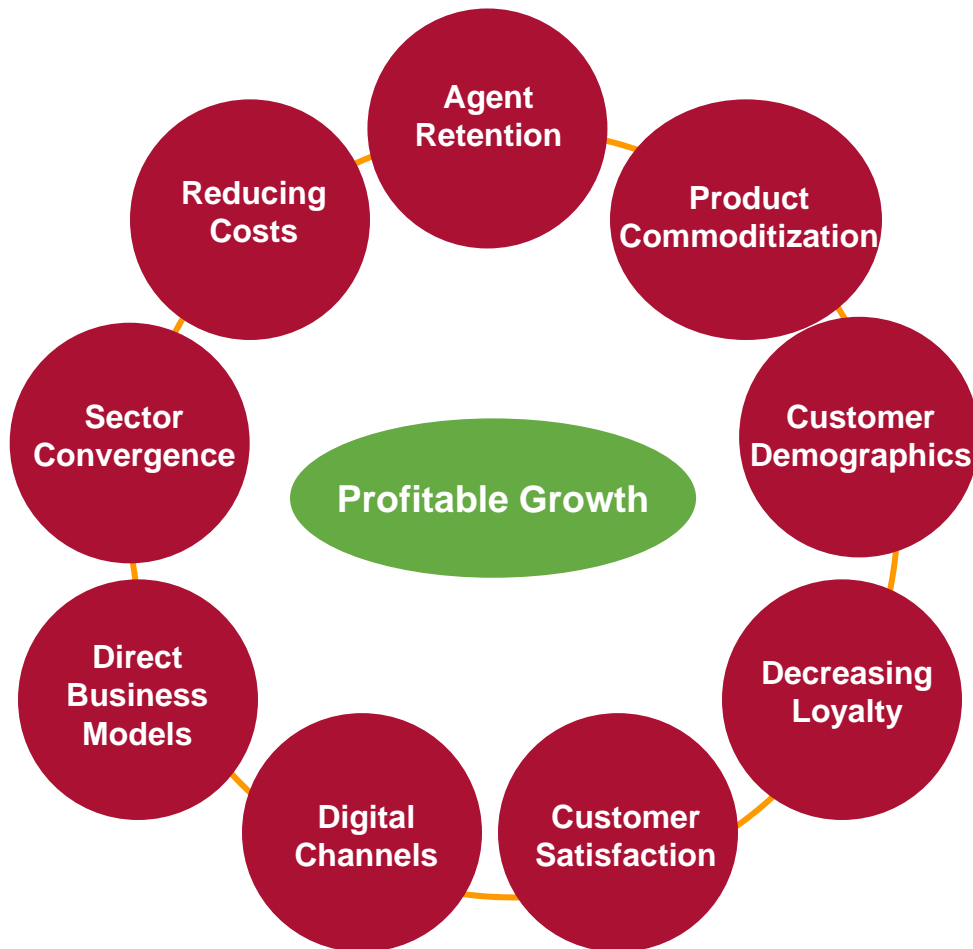 Agent
Retention
Product
Commoditization
Customer
Demographics
Decreasing
Loyalty
Customer
Satisfaction
Digital
Channels
Direct
Business
Models
Sector
Convergence
Reducing
Costs
Profitable Growth